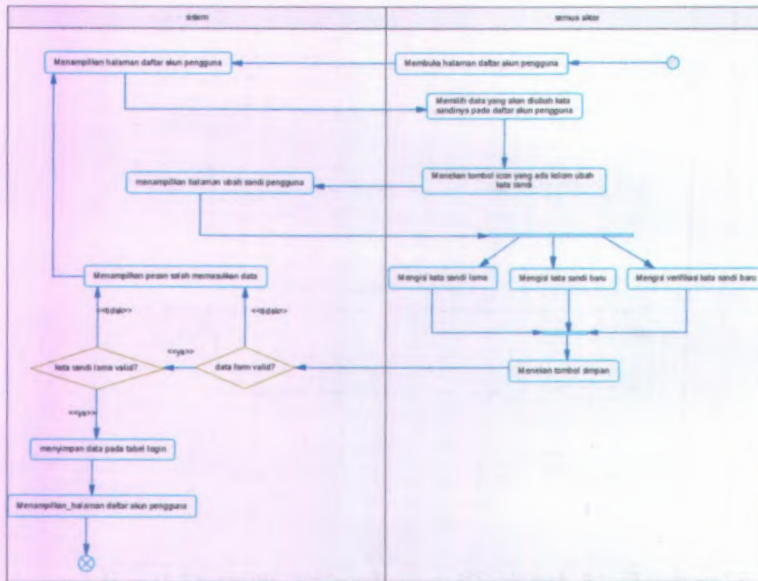 sistem
semua aktor
Menampilkan halaman daftar akun pengguna
Membuka halaman daftar akun pengguna
Memilih data yang akan diubah kata
sandinya pada daftar akun pengguna
menampilkan halaman ubah sandi pengguna
Menekan tombol icon yang ada kolom ubah
kata sandi
Menampilkan pesan salah memasukkan data
Mengisi kata sandi lama
Mengisi kata sandi baru
Mengisi verifikasi kata sandi baru
<<tidak>>
<<tidak>>
kata sandi lama valid?
<<ya>>
data form valid?
Menekan tombol simpan
<<ya>>
menyimpan data pada tabel login
Menampilkan_halaman daftar akun pengguna